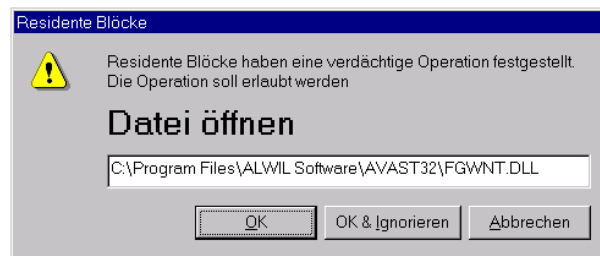 Residente Blöcke
Residente Blöcke haben eine verdächtige Operation festgestellt.
Die Operation soll erlaubt werden
Datei öffnen
C:\Program Files\ALWIL Software\AVAST32\FGWNT.DLL
OK
OK & Ignorieren
Abbrechen